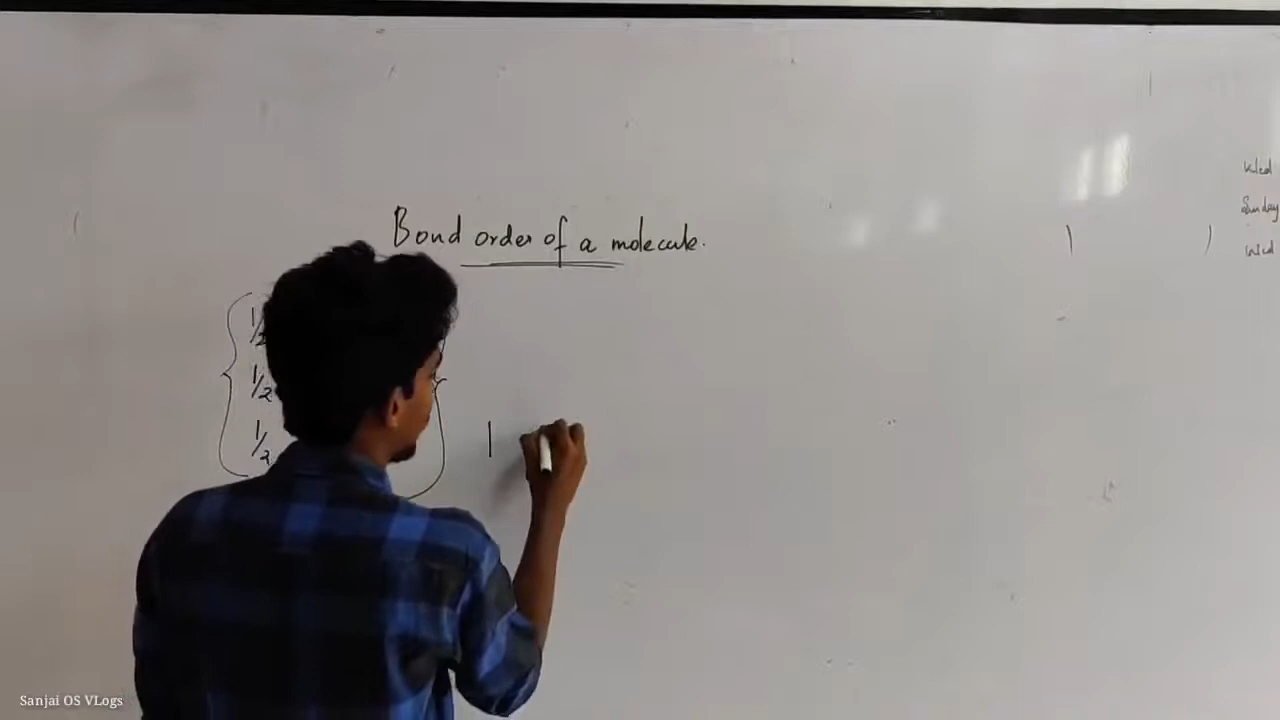 Bond order of a molecule.
1/2
1/2
1/2
1
Wed
Sunday
Wed
Sanjai OS VLogs